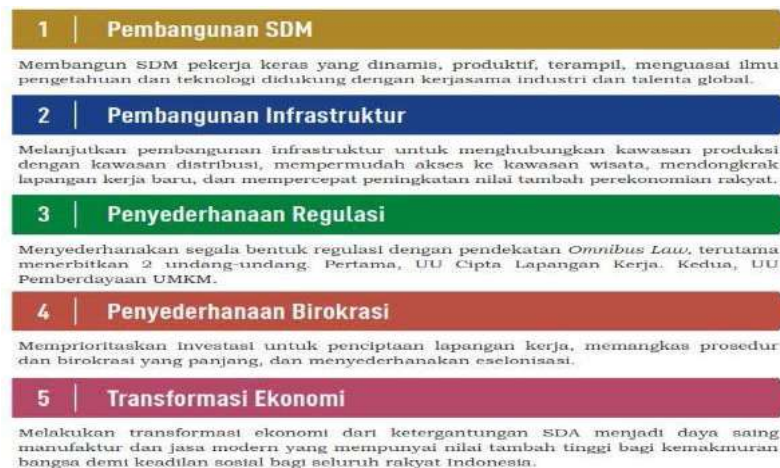 1 | Pembangunan SDM
Membangun SDM pekerja keras yang dinamis, produktif, terampil, menguasai ilmu
pengetahuan dan teknologi didukung dengan kerjasama industri dan talenta global.
2 | Pembangunan Infrastruktur
Melanjutkan pembangunan infrastruktur untuk menghubungkan kawasan produksi
dengan kawasan distribusi, mempermudah akses ke kawasan wisata, mendongkrak
lapangan kerja baru, dan mempercepat peningkatan nilai tambah perekonomian rakyat.
3 | Penyederhanaan Regulasi
Menyederhanakan segala bentuk regulasi dengan pendekatan Omnibus Law, terutama
menerbitkan 2 undang-undang. Pertama, UU Cipta Lapangan Kerja. Kedua, UU
Pemberdayaan UMKM.
4 | Penyederhanaan Birokrasi
Memprioritaskan investasi untuk penciptaan lapangan kerja, memangkas prosedur
dan birokrasi yang panjang, dan menyederhanakan eselonisasi.
5 | Transformasi Ekonomi
Melakukan transformasi ekonomi dari ketergantungan SDA menjadi daya saing
manufaktur dan jasa modern yang mempunyai nilai tambah tinggi bagi kemakmuran
bangsa demi keadilan sosial bagi seluruh rakyat Indonesia.